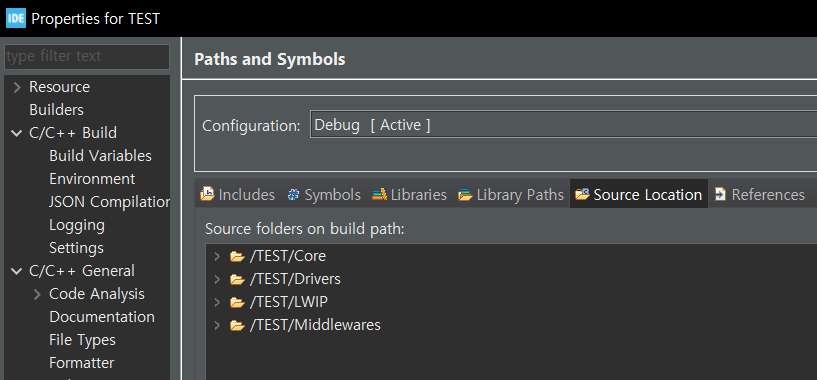 IDE Properties for TEST
type filter text
Resource
Builders
C/C++ Build
Build Variables
Environment
JSON Compilation
Logging
Settings
C/C++ General
Code Analysis
Documentation
File Types
Formatter
Paths and Symbols
Configuration: Debug [ Active ]
Includes Symbols Libraries Library Paths Source Location References
Source folders on build path:
/TEST/Core
/TEST/Drivers
/TEST/LWIP
/TEST/Middlewares